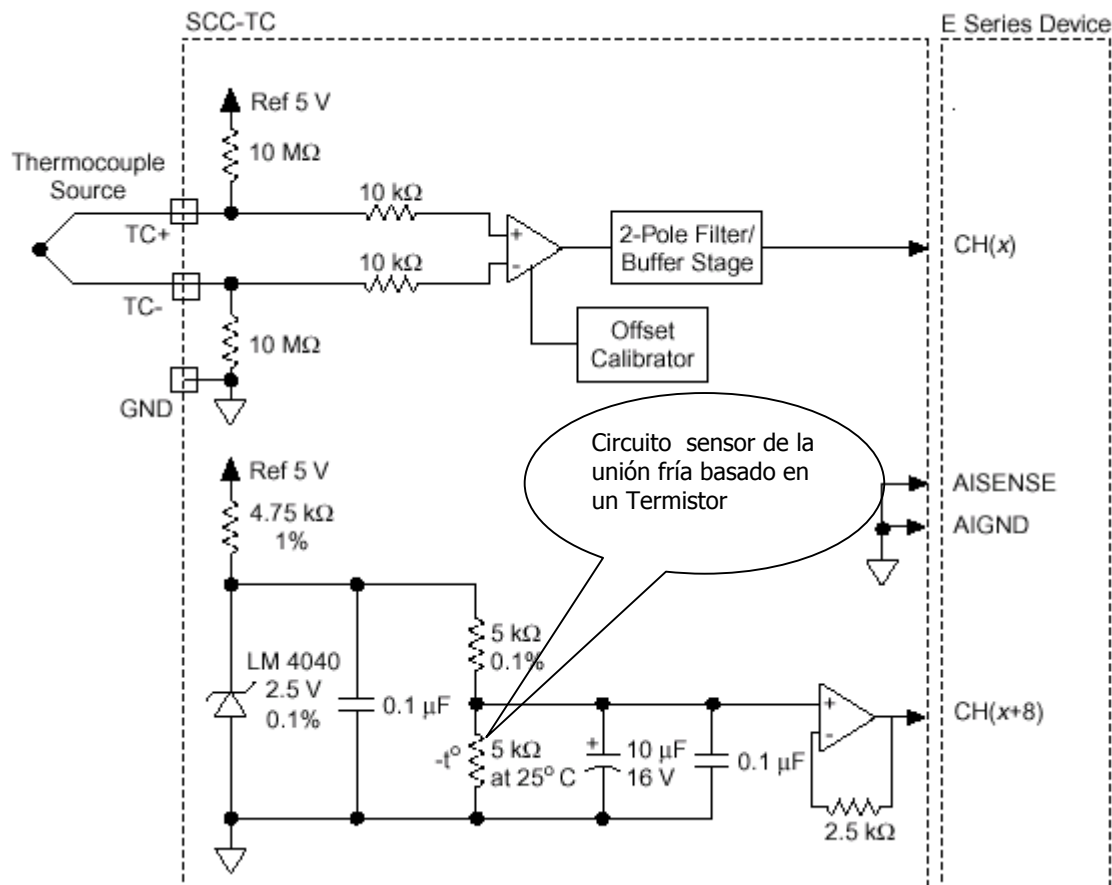 SCC-TC
E Series Device
Ref 5 V
10 MΩ
Thermocouple
Source
10 kΩ
TC+
+
-
2-Pole Filter/
Buffer Stage
CH(x)
10 kΩ
TC-
10 MΩ
Offset
Calibrator
GND
Circuito sensor de la
unión fría basado en
un Termistor
Ref 5 V
AISENSE
4.75 kΩ
1%
AIGND
5 kΩ
0.1%
LM 4040
2.5 V
0.1%
0.1 µF
+
-
CH(x+8)
-t°
5 kΩ
at 25° C
+
10 µF
16 V
0.1 µF
2.5 kΩ